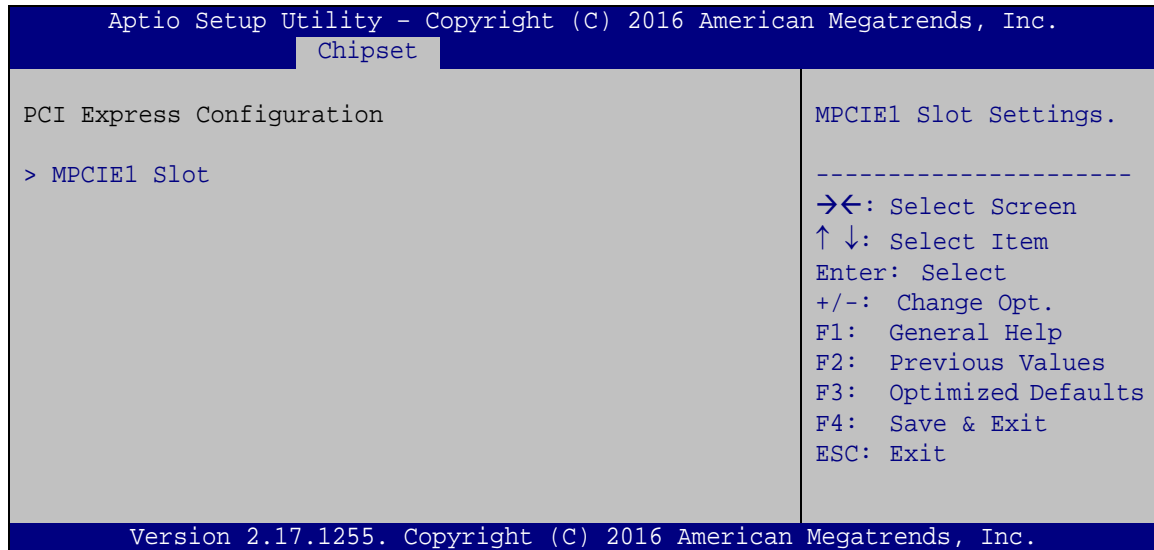 Aptio Setup Utility – Copyright (C) 2016 American Megatrends, Inc.
Chipset
PCI Express Configuration
> MPCIE1 Slot
MPCIE1 Slot Settings.
----------------------
→←: Select Screen
↑ ↓: Select Item
Enter: Select
+/-: Change Opt.
F1: General Help
F2: Previous Values
F3: Optimized Defaults
F4: Save & Exit
ESC: Exit
Version 2.17.1255. Copyright (C) 2016 American Megatrends, Inc.